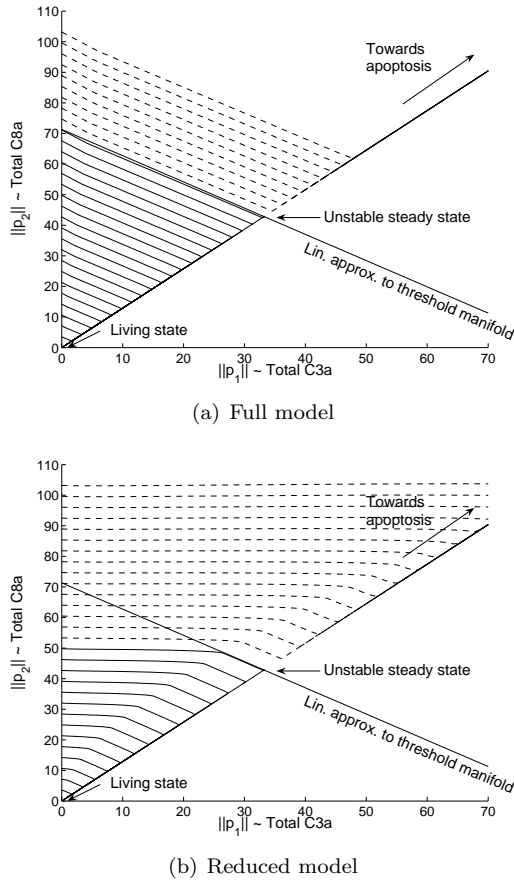 110
100
90
80
70
60
50
40
30
20
10
0
||p2|| ~ Total C8a
Towards
apoptosis
Unstable steady state
Lin. approx. to threshold manifold
Living state
0 10 20 30 40 50 60 70
||p1|| ~ Total C3a
(a) Full model
110
100
90
80
70
60
50
40
30
20
10
0
||p2|| ~ Total C8a
Towards
apoptosis
Unstable steady state
Lin. approx. to threshold manifold
Living state
0 10 20 30 40 50 60 70
||p1|| ~ Total C3a
(b) Reduced model